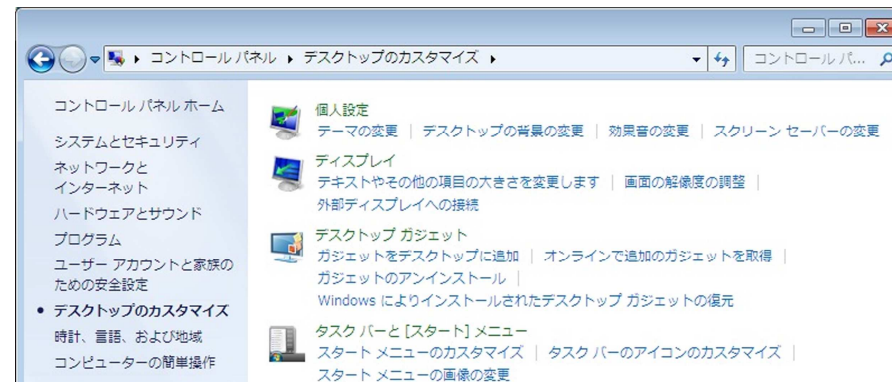 コントロール パネル ▸ デスクトップのカスタマイズ ▸
コントロール パ...
コントロール パネル ホーム
システムとセキュリティ
ネットワークと
インターネット
ハードウェアとサウンド
プログラム
ユーザー アカウントと家族の
ための安全設定
デスクトップのカスタマイズ
時計、言語、および地域
コンピューターの簡単操作
個人設定
テーマの変更 | デスクトップの背景の変更 | 効果音の変更 | スクリーン セーバーの変更
ディスプレイ
テキストやその他の項目の大きさを変更します | 画面の解像度の調整 |
外部ディスプレイへの接続
デスクトップ ガジェット
ガジェットをデスクトップに追加 | オンラインで追加のガジェットを取得 |
ガジェットのアンインストール |
Windows によりインストールされたデスクトップ ガジェットの復元
タスク バーと [スタート] メニュー
スタート メニューのカスタマイズ | タスク バーのアイコンのカスタマイズ |
スタート メニューの画像の変更